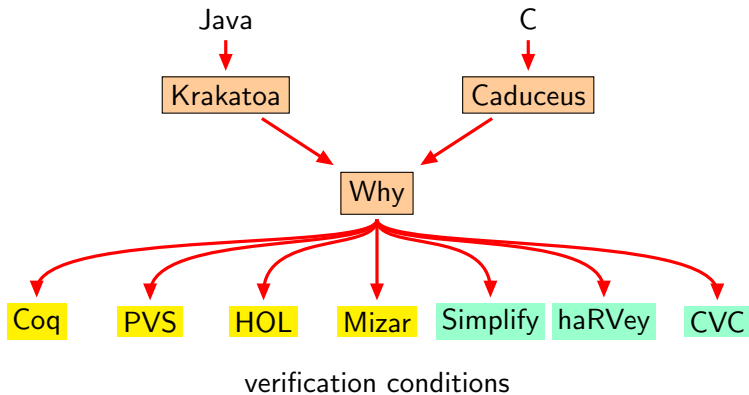 Java C
Krakatoa Caduceus
Why
Coq PVS HOL Mizar Simplify haRVey CVC
verification conditions